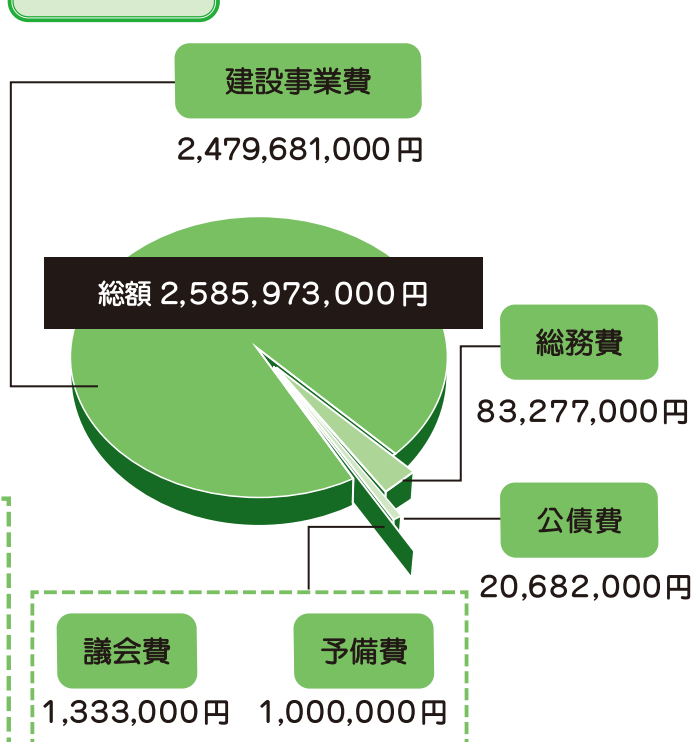 建設事業費
2,479,681,000円
総額 2,585,973,000円
総務費
83,277,000円
公債費
20,682,000円
議会費
1,333,000円
予備費
1,000,000円